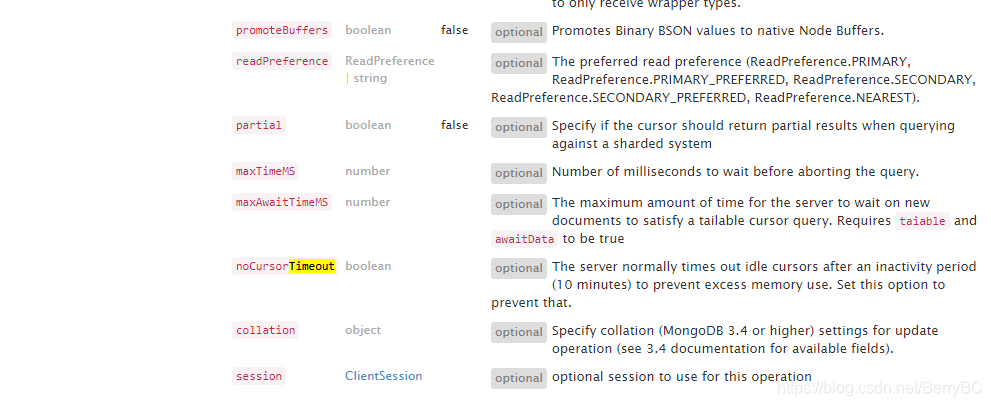 to only receive wrapper types.
promoteBuffers boolean false optional Promotes Binary BSON values to native Node Buffers.
readPreference ReadPreference optional The preferred read preference (ReadPreference.PRIMARY,
| string ReadPreference.PRIMARY_PREFERRED, ReadPreference.SECONDARY,
ReadPreference.SECONDARY_PREFERRED, ReadPreference.NEAREST).
partial boolean false optional Specify if the cursor should return partial results when querying
against a sharded system
maxTimeMS number optional Number of milliseconds to wait before aborting the query.
maxAwaitTimeMS number optional The maximum amount of time for the server to wait on new
documents to satisfy a tailable cursor query. Requires taiable and
awaitData to be true
noCursorTimeout boolean optional The server normally times out idle cursors after an inactivity period
(10 minutes) to prevent excess memory use. Set this option to
prevent that.
collation object optional Specify collation (MongoDB 3.4 or higher) settings for update
operation (see 3.4 documentation for available fields).
session ClientSession optional optional session to use for this operation
https://blog.csdn.net/BerryBC